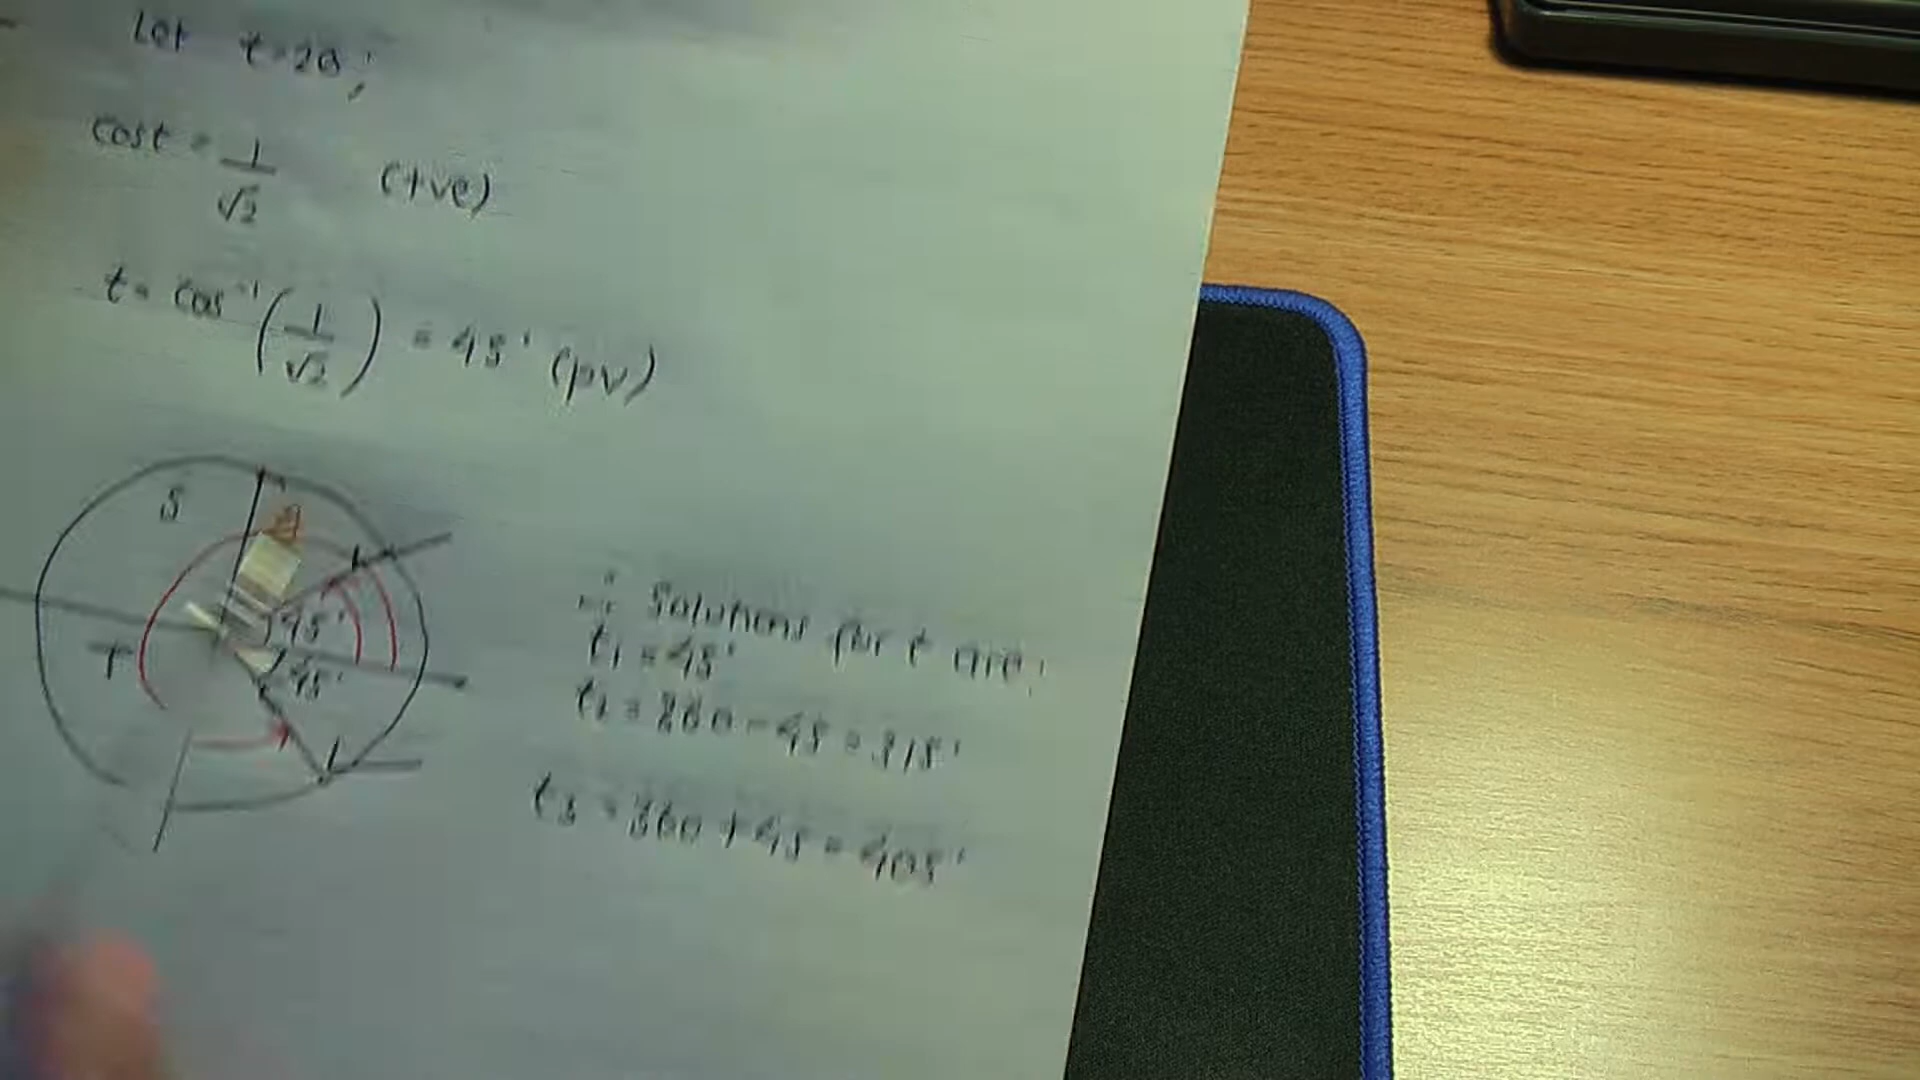 Let t=2θ;
cos t = 1/√2 (+ve)
t = cos⁻¹(1/√2) = 45° (pv)
S
A
45°
T
45°
∴ Solutions for t are:
t₁ = 45°
t₂ = 360 - 45 = 315°
t₃ = 360 + 45 = 405°